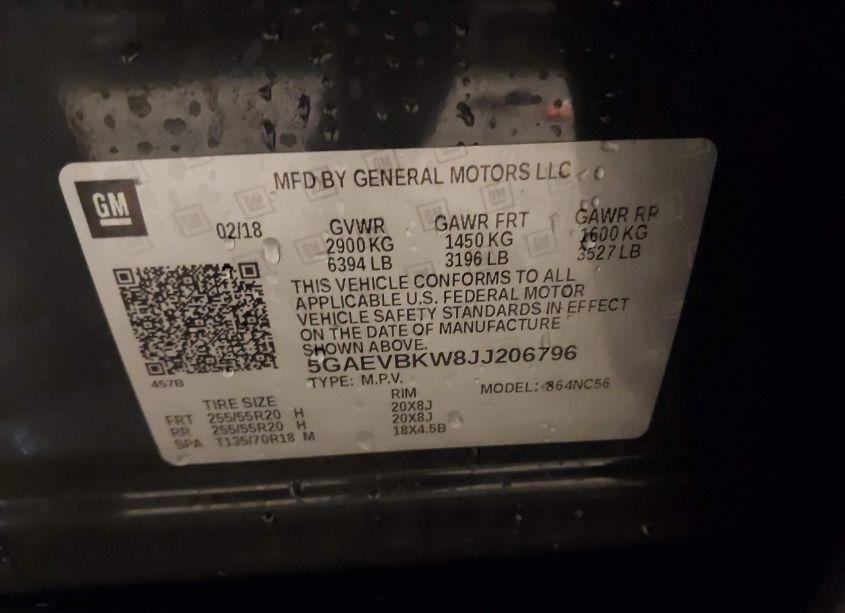 GM
MFD BY GENERAL MOTORS LLC
02/18
GVWR GAWR FRT GAWR RR
2900 KG 1450 KG 1600 KG
6394 LB 3196 LB 3527 LB
THIS VEHICLE CONFORMS TO ALL
APPLICABLE U.S. FEDERAL MOTOR
VEHICLE SAFETY STANDARDS IN EFFECT
ON THE DATE OF MANUFACTURE
SHOWN ABOVE.
5GAEVBKW8JJ206796
457B
TYPE: M.P.V. MODEL: 864NC56
TIRE SIZE RIM
FRT 255/55R20 H 20X8J
RR 255/55R20 H 20X8J
SPA T135/70R18 M 18X4.5B